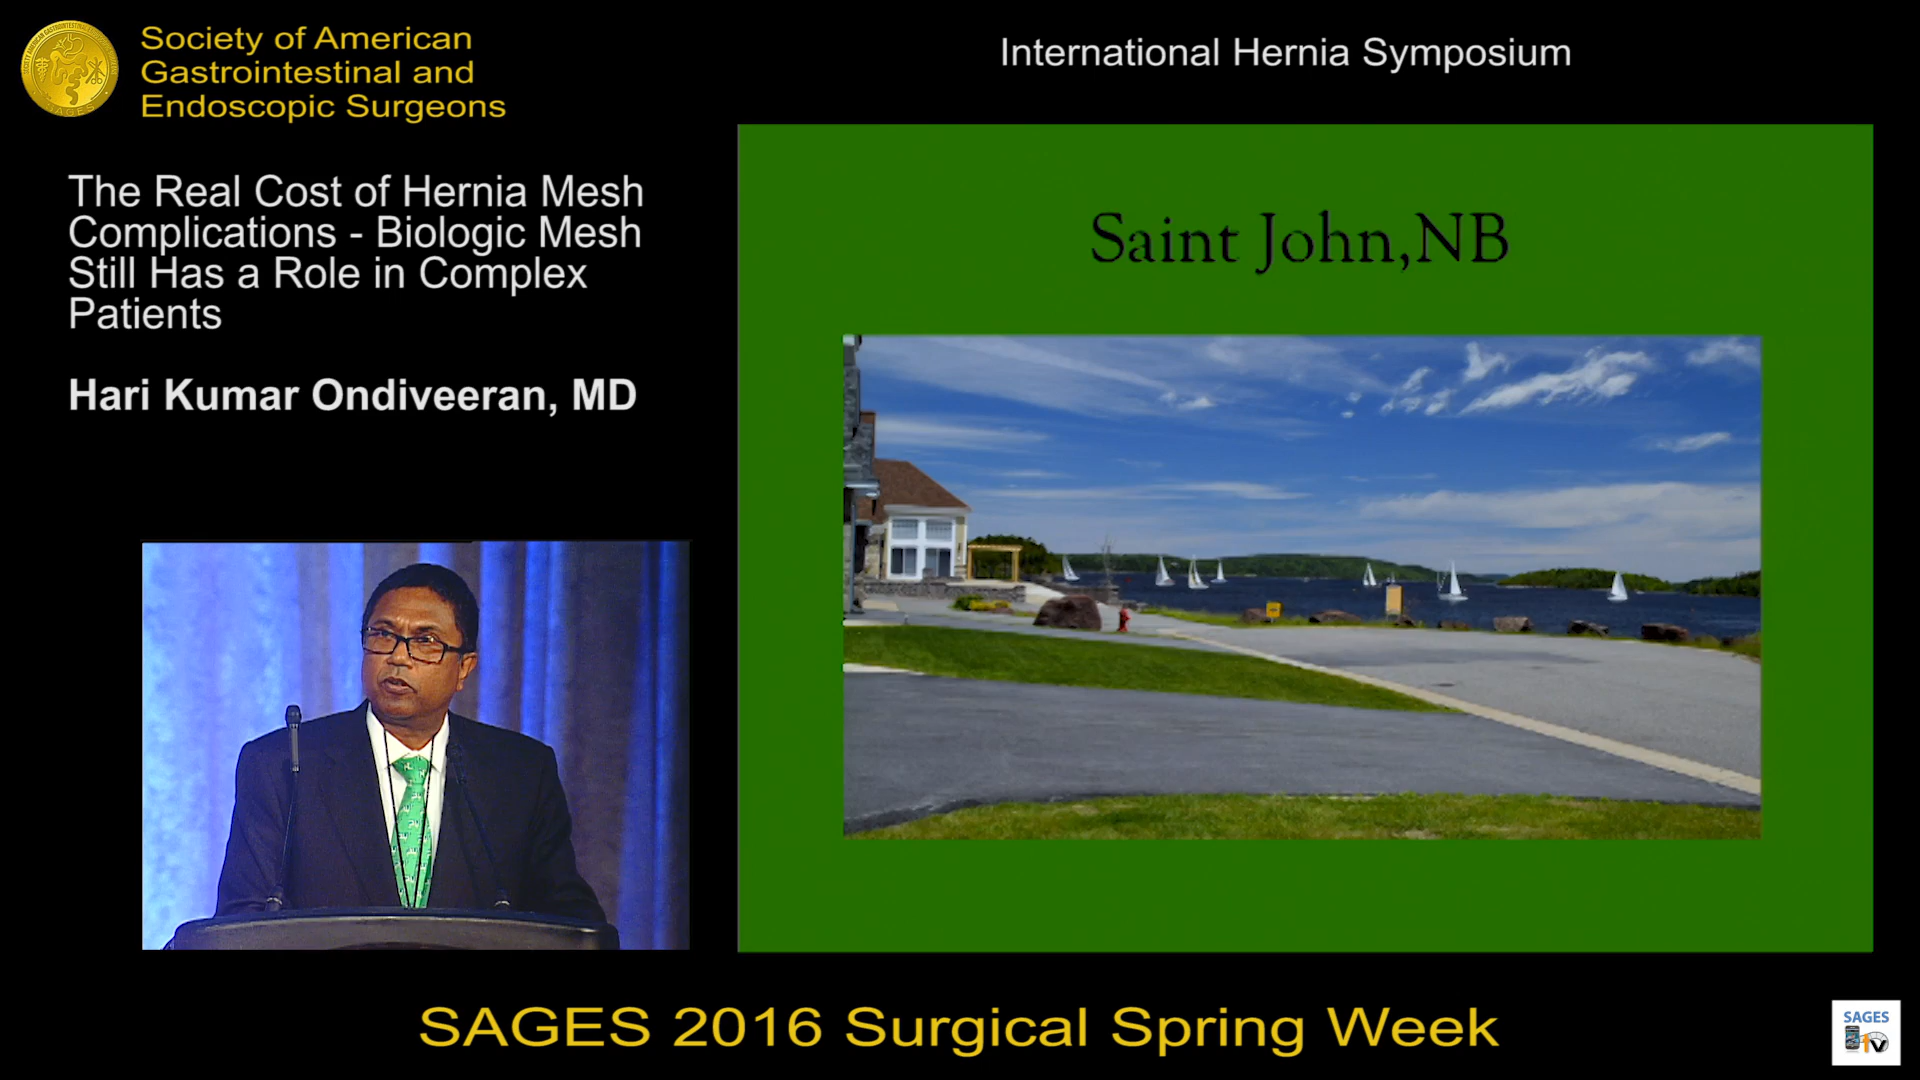 Society of American
Gastrointestinal and
Endoscopic Surgeons
International Hernia Symposium
The Real Cost of Hernia Mesh
Complications - Biologic Mesh
Still Has a Role in Complex
Patients
Hari Kumar Ondiveeran, MD
Saint John,NB
SAGES 2016 Surgical Spring Week
SAGES
TV